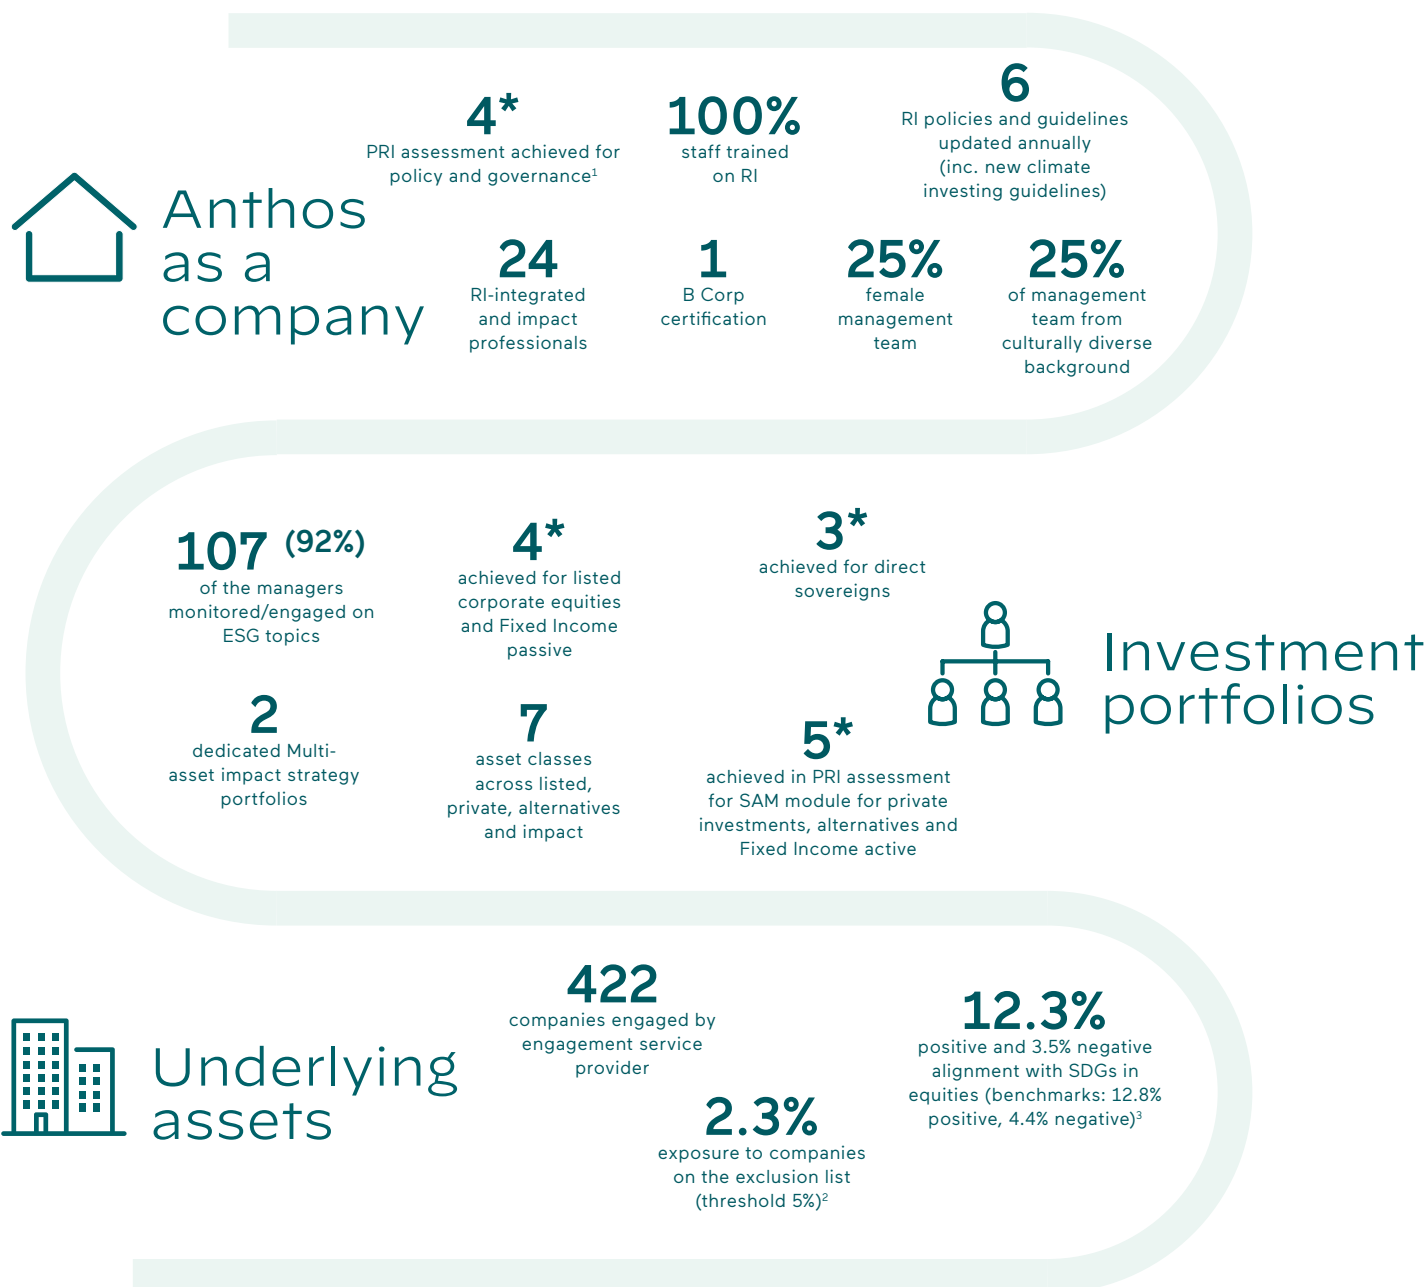 Anthos
as a
company
4*
PRI assessment achieved for
policy and governance¹
100%
staff trained
on RI
6
RI policies and guidelines
updated annually
(inc. new climate
investing guidelines)
24
RI-integrated
and impact
professionals
1
B Corp
certification
25%
female
management
team
25%
of management
team from
culturally diverse
background
107 (92%)
of the managers
monitored/engaged on
ESG topics
4*
achieved for listed
corporate equities
and Fixed Income
passive
3*
achieved for direct
sovereigns
2
dedicated Multi-
asset impact strategy
portfolios
7
asset classes
across listed,
private, alternatives
and impact
5*
achieved in PRI assessment
for SAM module for private
investments, alternatives and
Fixed Income active
Investment
portfolios
Underlying
assets
422
companies engaged by
engagement service
provider
2.3%
exposure to companies
on the exclusion list
(threshold 5%)²
12.3%
positive and 3.5% negative
alignment with SDGs in
equities (benchmarks: 12.8%
positive, 4.4% negative)³